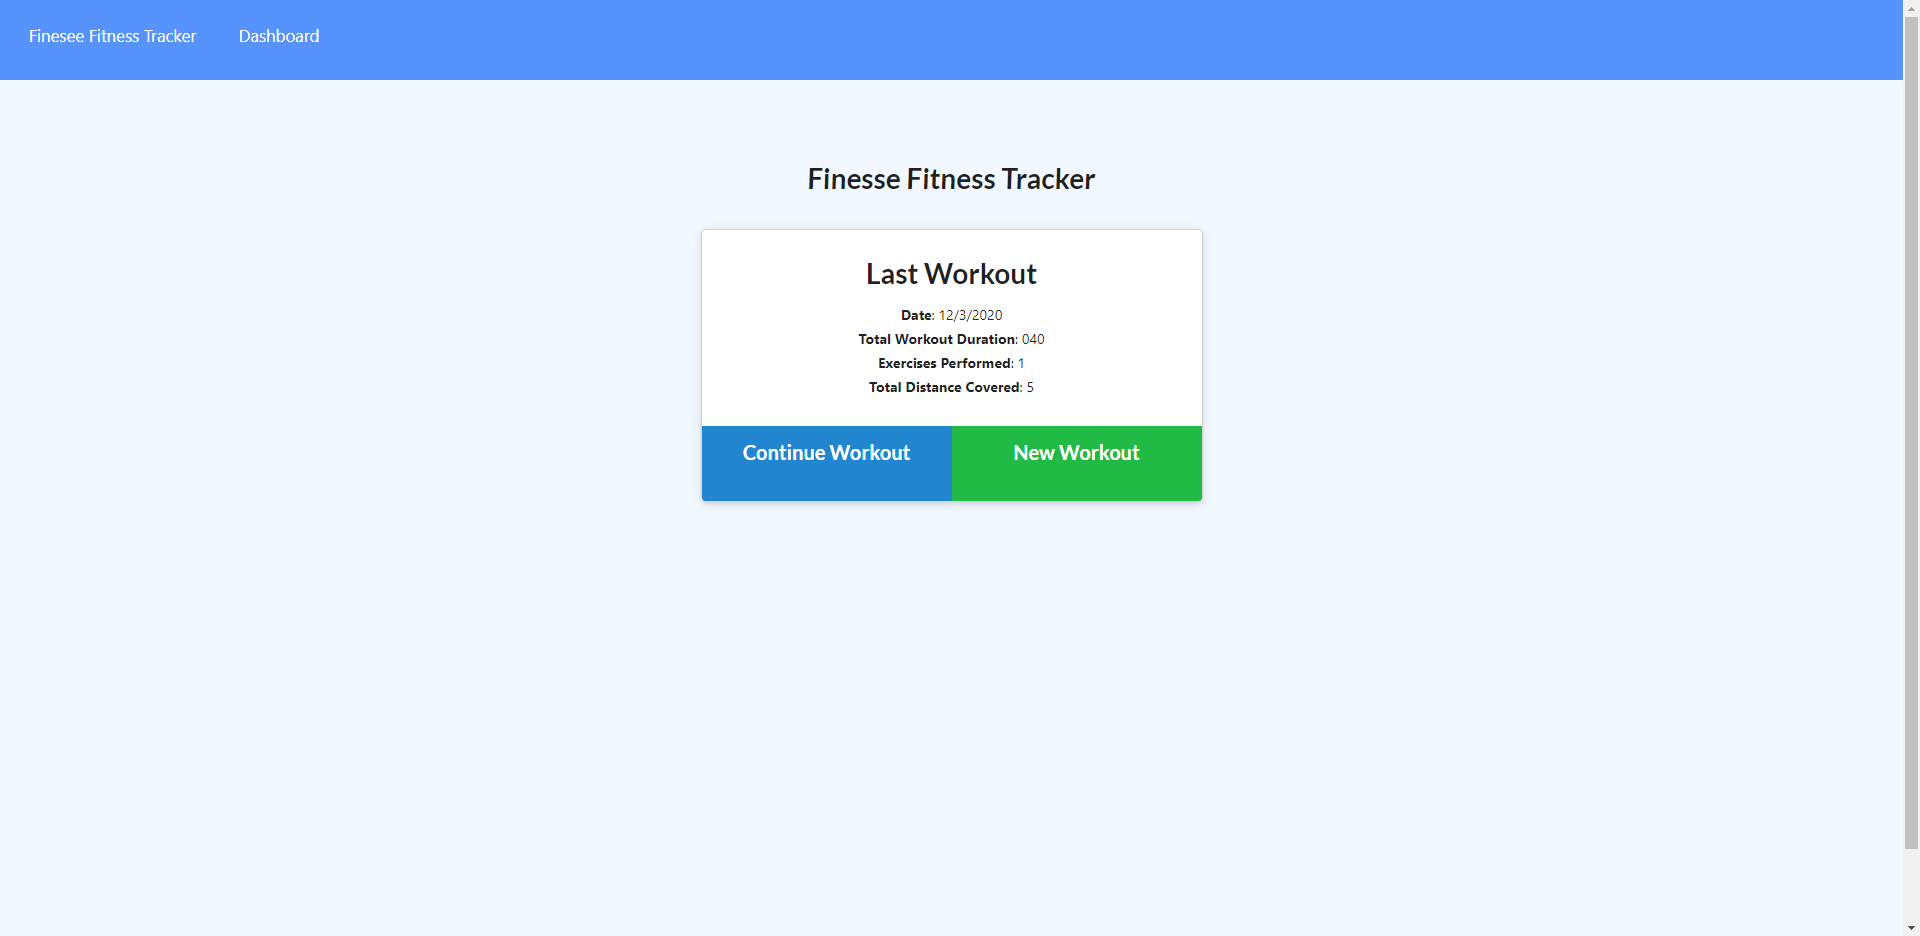 Finesee Fitness Tracker Dashboard
Finesse Fitness Tracker
Last Workout
Date: 12/3/2020
Total Workout Duration: 040
Exercises Performed: 1
Total Distance Covered: 5
Continue Workout New Workout